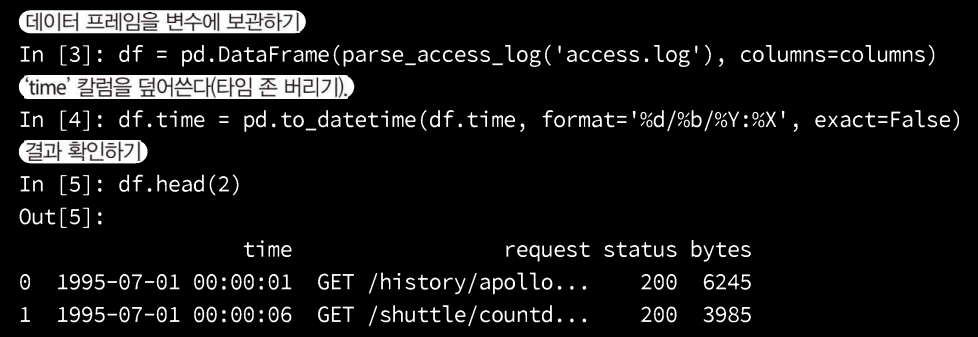 데이터 프레임을 변수에 보관하기
In [3]: df = pd.DataFrame(parse_access_log('access.log'), columns=columns)
‘time’ 칼럼을 덮어쓴다(타임 존 버리기).
In [4]: df.time = pd.to_datetime(df.time, format='%d/%b/%Y:%X', exact=False)
결과 확인하기
In [5]: df.head(2)
Out[5]:
time request status bytes
0 1995-07-01 00:00:01 GET /history/apollo... 200 6245
1 1995-07-01 00:00:06 GET /shuttle/countd... 200 3985